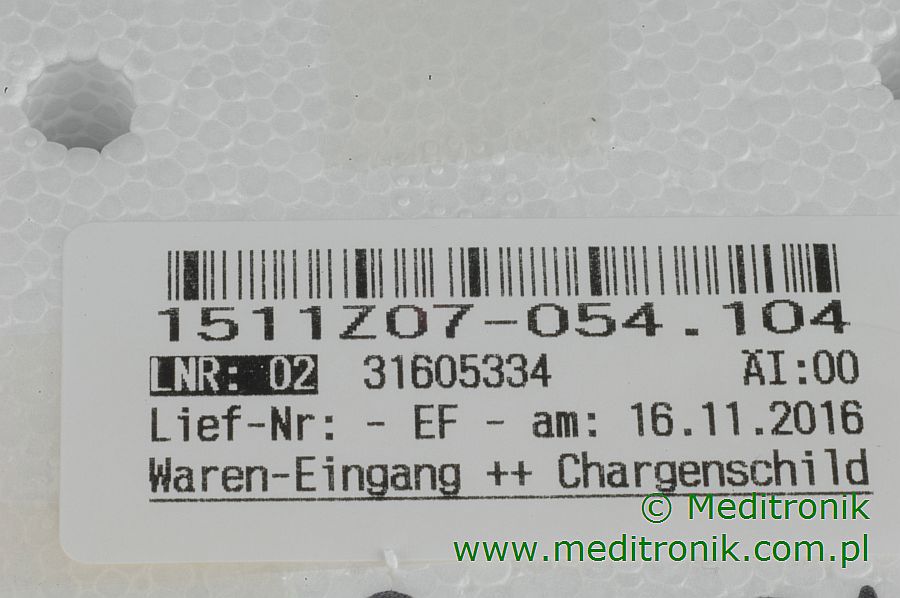 1511Z07-054.104
LNR: 02 31605334 ÄI:00
Lief-Nr: - EF - am: 16.11.2016
Waren-Eingang ++ Chargenschild
© Meditronik
www.meditronik.com.pl